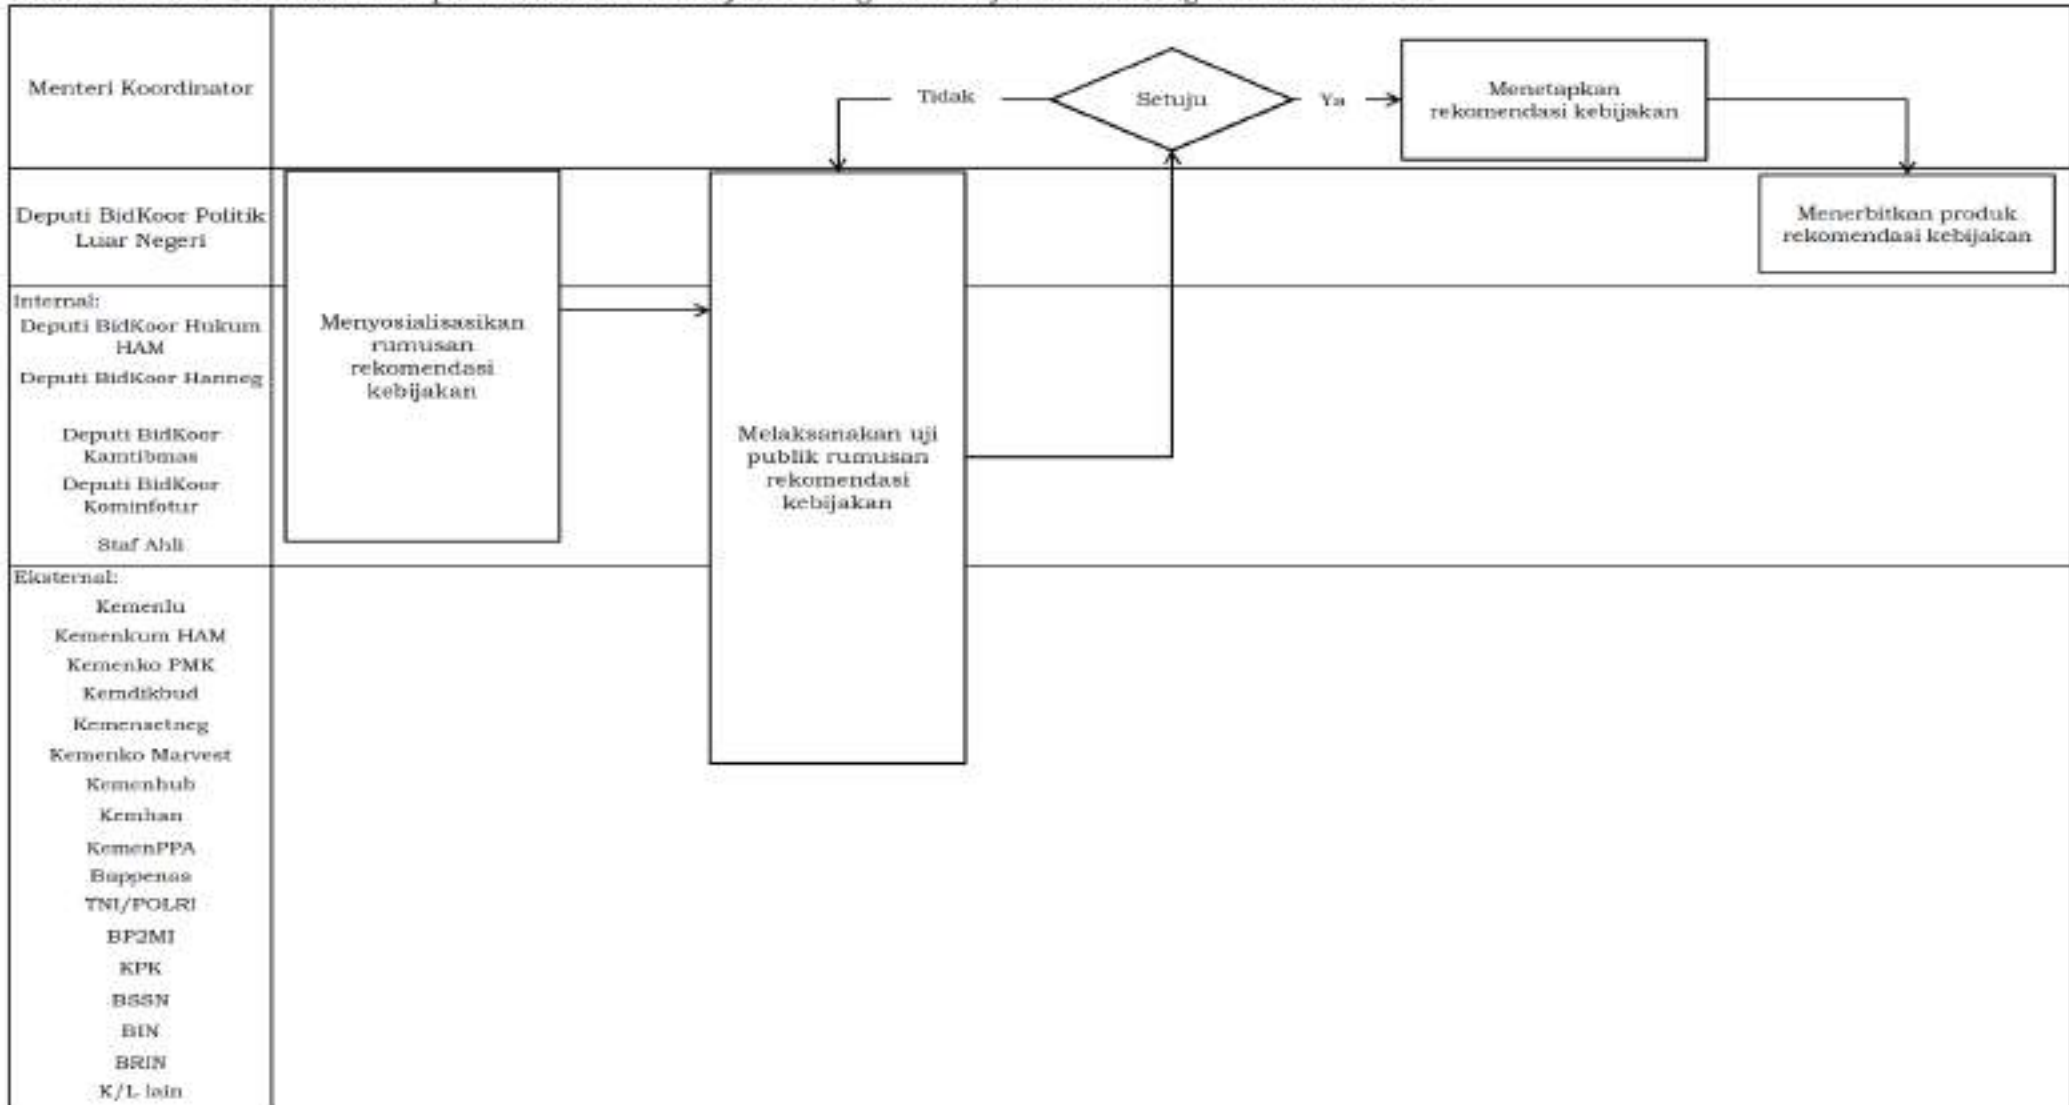 Menteri Koordinator
Tidak
Setuju
Ya
Menetapkan
rekomendasi kebijakan
Deputi BidKoor Politik
Luar Negeri
Menerbitkan produk
rekomendasi kebijakan
Internal:
Deputi BidKoor Hukum
HAM
Deputi BidKoor Hanneg
Deputi BidKoor
Kamtibmas
Deputi BidKoor
Kominfotur
Staf Ahli
Menyosialisasikan
rumusan
rekomendasi
kebijakan
Melaksanakan uji
publik rumusan
rekomendasi
kebijakan
Eksternal:
Kemenlu
Kemenkum HAM
Kemenko PMK
Kemdikbud
Kemensetneg
Kemenko Marvest
Kemenhub
Kemhan
KemenPPA
Bappenas
TNI/POLRI
BP2MI
KPK
BSSN
BIN
BRIN
K/L lain